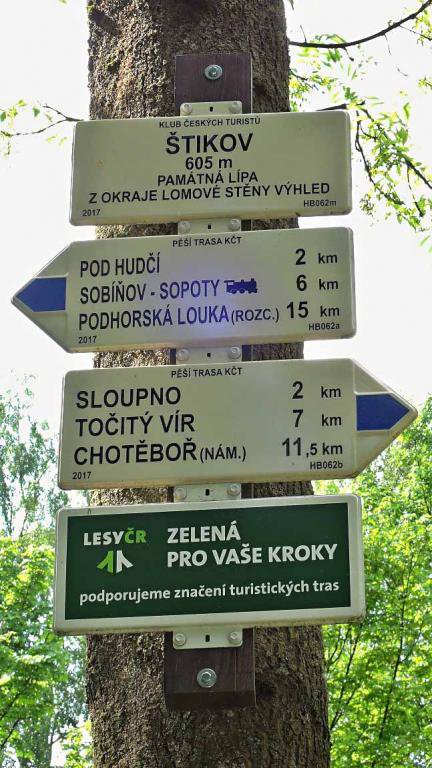 KLUB ČESKÝCH TURISTŮ
ŠTIKOV
605 m
PAMÁTNÁ LÍPA
Z OKRAJE LOMOVÉ STĚNY VÝHLED
2017 HB062m
PĚŠÍ TRASA KČT
POD HUDČÍ 2 km
SOBÍŇOV - SOPOTY 6 km
PODHORSKÁ LOUKA (ROZC.) 15 km
2017 HB062a
PĚŠÍ TRASA KČT
SLOUPNO 2 km
TOČITÝ VÍR 7 km
CHOTĚBOŘ (NÁM.) 11,5 km
2017 HB062b
LESYČR ZELENÁ
PRO VAŠE KROKY
podporujeme značení turistických tras